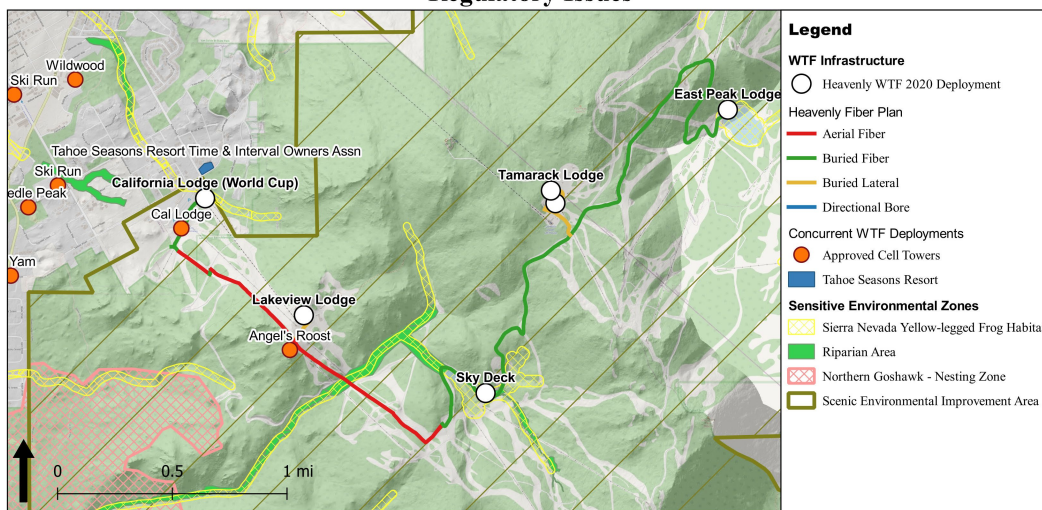 Regulatory Issues
Wildwood
Ski Run
East Peak Lodge
Tahoe Seasons Resort Time & Interval Owners Assn
Ski Run
Tamarack Lodge
California Lodge (World Cup)
edle Peak
Cal Lodge
Yam
Lakeview Lodge
Angel's Roost
Sky Deck
0 0.5 1 mi
Legend
WTF Infrastructure
Heavenly WTF 2020 Deployment
Heavenly Fiber Plan
Aerial Fiber
Buried Fiber
Buried Lateral
Directional Bore
Concurrent WTF Deployments
Approved Cell Towers
Tahoe Seasons Resort
Sensitive Environmental Zones
Sierra Nevada Yellow-legged Frog Habita
Riparian Area
Northern Goshawk - Nesting Zone
Scenic Environmental Improvement Area